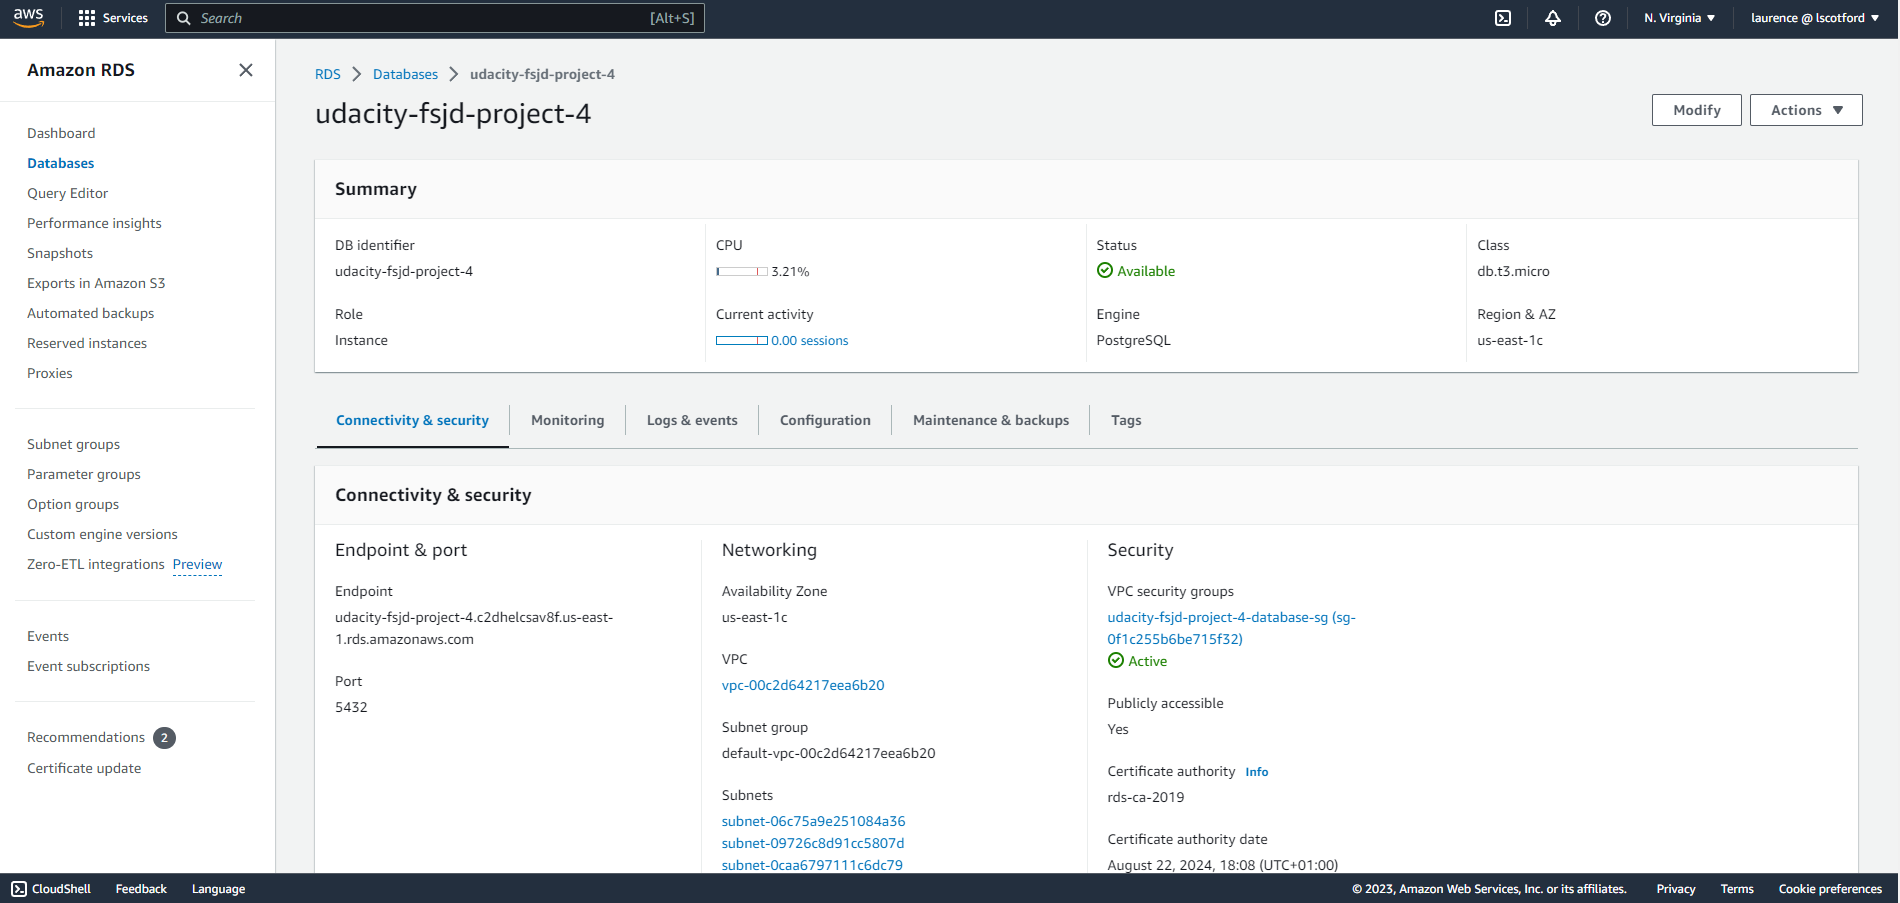 aws
Services
Search
[Alt+S]
N. Virginia
laurence @ lscotford
Amazon RDS
Dashboard
Databases
Query Editor
Performance insights
Snapshots
Exports in Amazon S3
Automated backups
Reserved instances
Proxies
Subnet groups
Parameter groups
Option groups
Custom engine versions
Zero-ETL integrations Preview
Events
Event subscriptions
Recommendations 2
Certificate update
RDS
Databases
udacity-fsjd-project-4
udacity-fsjd-project-4
Modify
Actions
Summary
DB identifier
udacity-fsjd-project-4
CPU
3.21%
Status
Available
Class
db.t3.micro
Role
Instance
Current activity
0.00 sessions
Engine
PostgreSQL
Region & AZ
us-east-1c
Connectivity & security
Monitoring
Logs & events
Configuration
Maintenance & backups
Tags
Connectivity & security
Endpoint & port
Endpoint
udacity-fsjd-project-4.c2dhelcsav8f.us-east-
1.rds.amazonaws.com
Port
5432
Networking
Availability Zone
us-east-1c
VPC
vpc-00c2d64217eea6b20
Subnet group
default-vpc-00c2d64217eea6b20
Subnets
subnet-06c75a9e251084a36
subnet-09726c8d91cc5807d
subnet-0caa6797111c6dc79
Security
VPC security groups
udacity-fsjd-project-4-database-sg (sg-
0f1c255b6be715f32)
Active
Publicly accessible
Yes
Certificate authority Info
rds-ca-2019
Certificate authority date
August 22, 2024, 18:08 (UTC+01:00)
CloudShell
Feedback
Language
© 2023, Amazon Web Services, Inc. or its affiliates.
Privacy
Terms
Cookie preferences